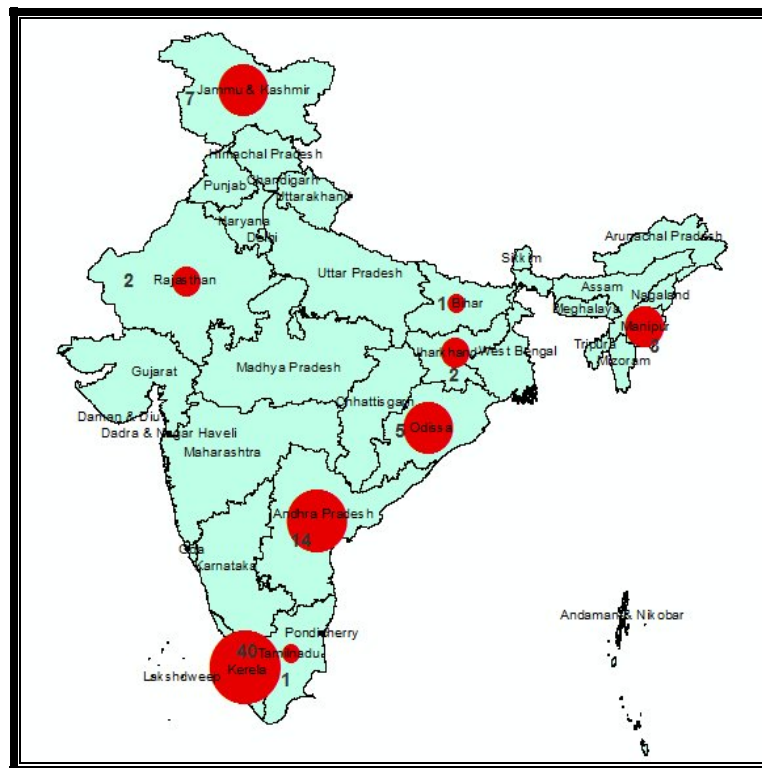 Jammu & Kashmir
7
Himachal Pradesh
Chandigarh
Punjab
Uttarakhand
Haryana
Delhi
Arunachal Pradesh
Sikkim
Uttar Pradesh
2
Rajasthan
Assam
Nagaland
1
Bihar
Meghalaya
Manipur
Tripura
Jharkhand
West Bengal
Mizoram
Gujarat
Madhya Pradesh
2
Chhattisgarh
Daman & Diu
5
Odissa
Dadra & Nagar Haveli
Maharashtra
Andhra Pradesh
14
Goa
Karnataka
Andaman & Nikobar
Pondicherry
40
Tamilnadu
Kerela
Lakshdweep
1